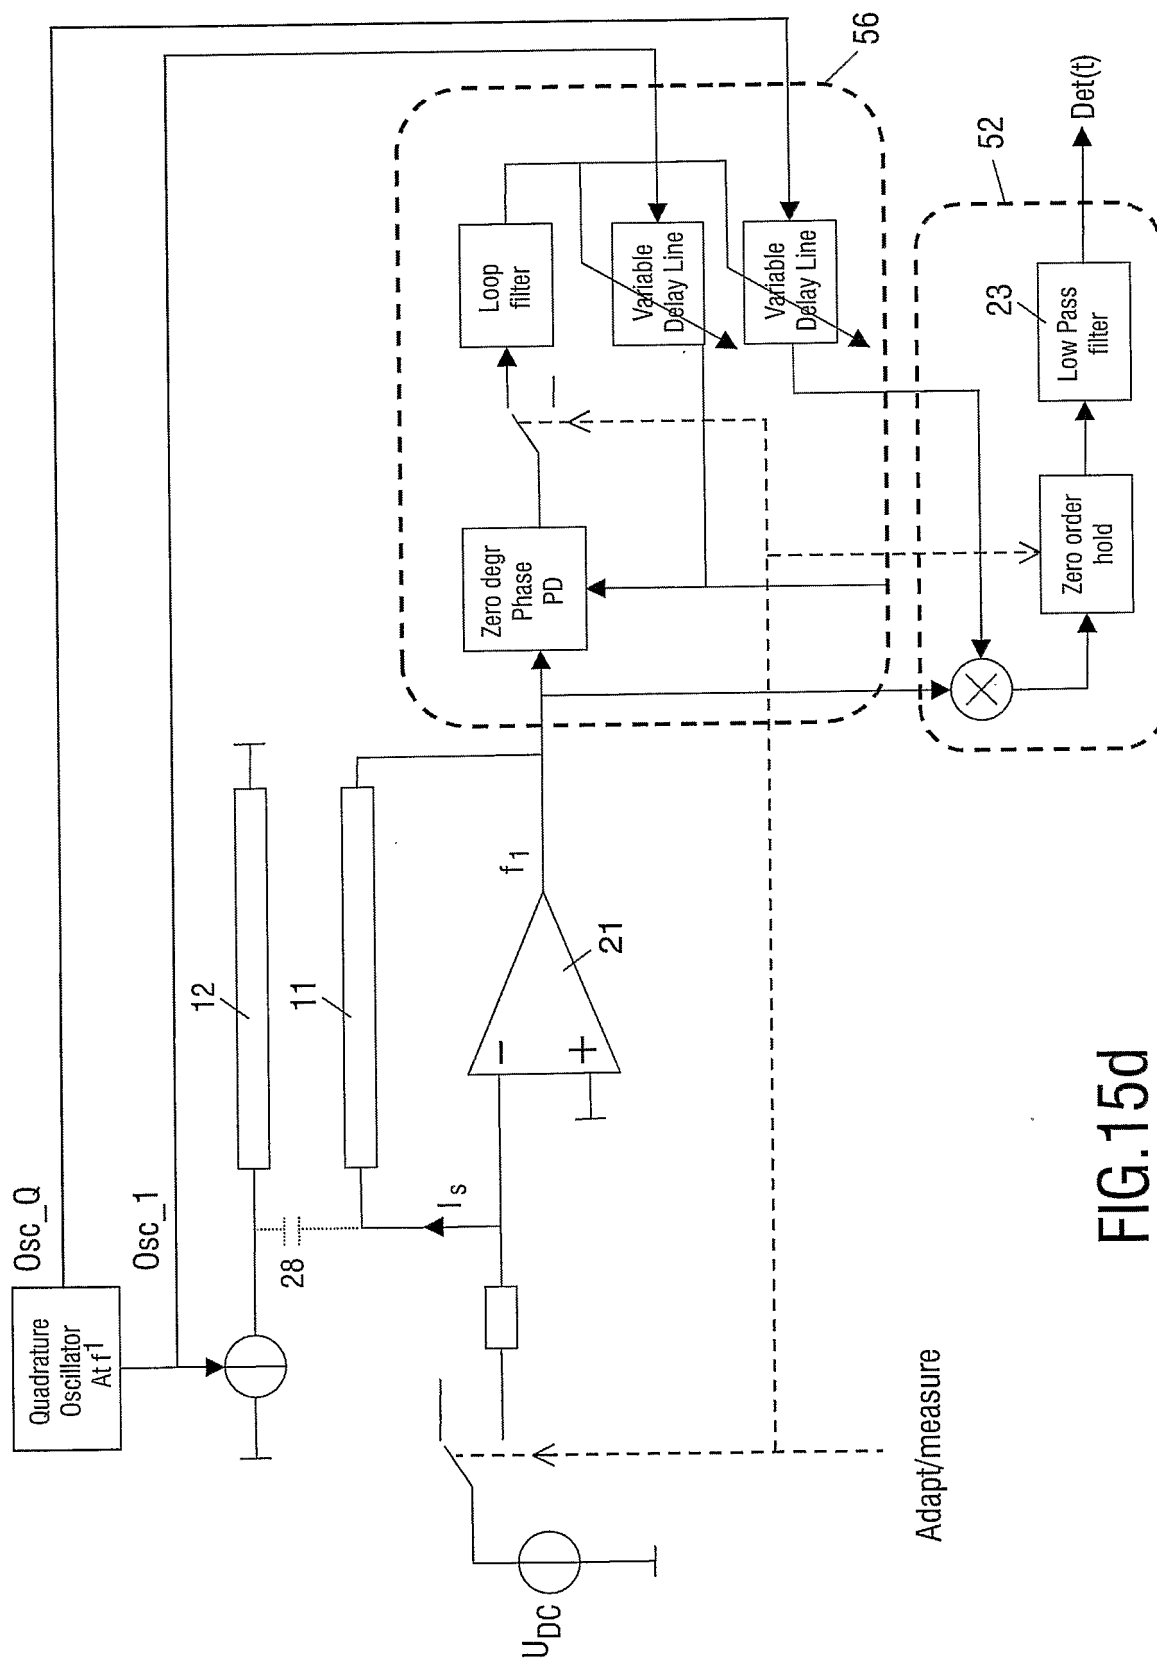 Quadrature
Oscillator
At f1
Osc_Q
Osc_1
12
11
28
Is
f1
21
−
+
UDC
Adapt/measure
56
Zero degr
Phase
PD
Loop
filter
Variable
Delay Line
Variable
Delay Line
52
Zero order
hold
23
Low Pass
filter
Det(t)
FIG.15d